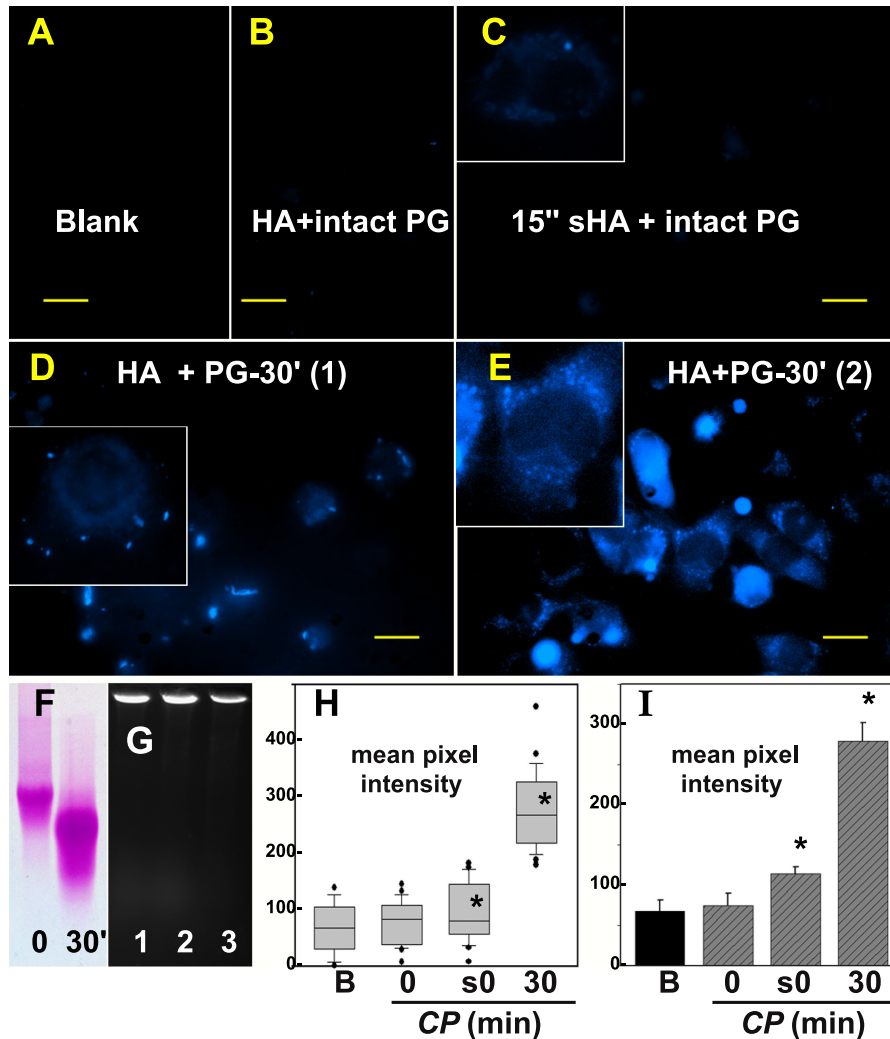 A
B
C
Blank
HA+intact PG
15" sHA + intact PG
D
HA + PG-30' (1)
E
HA+PG-30' (2)
F
0
30'
G
1
2
3
H
mean pixel
intensity
400
300
200
100
0
*
*
B
0
s0
30
CP (min)
I
mean pixel
intensity
300
200
100
0
*
*
0
s0
30
B
CP (min)